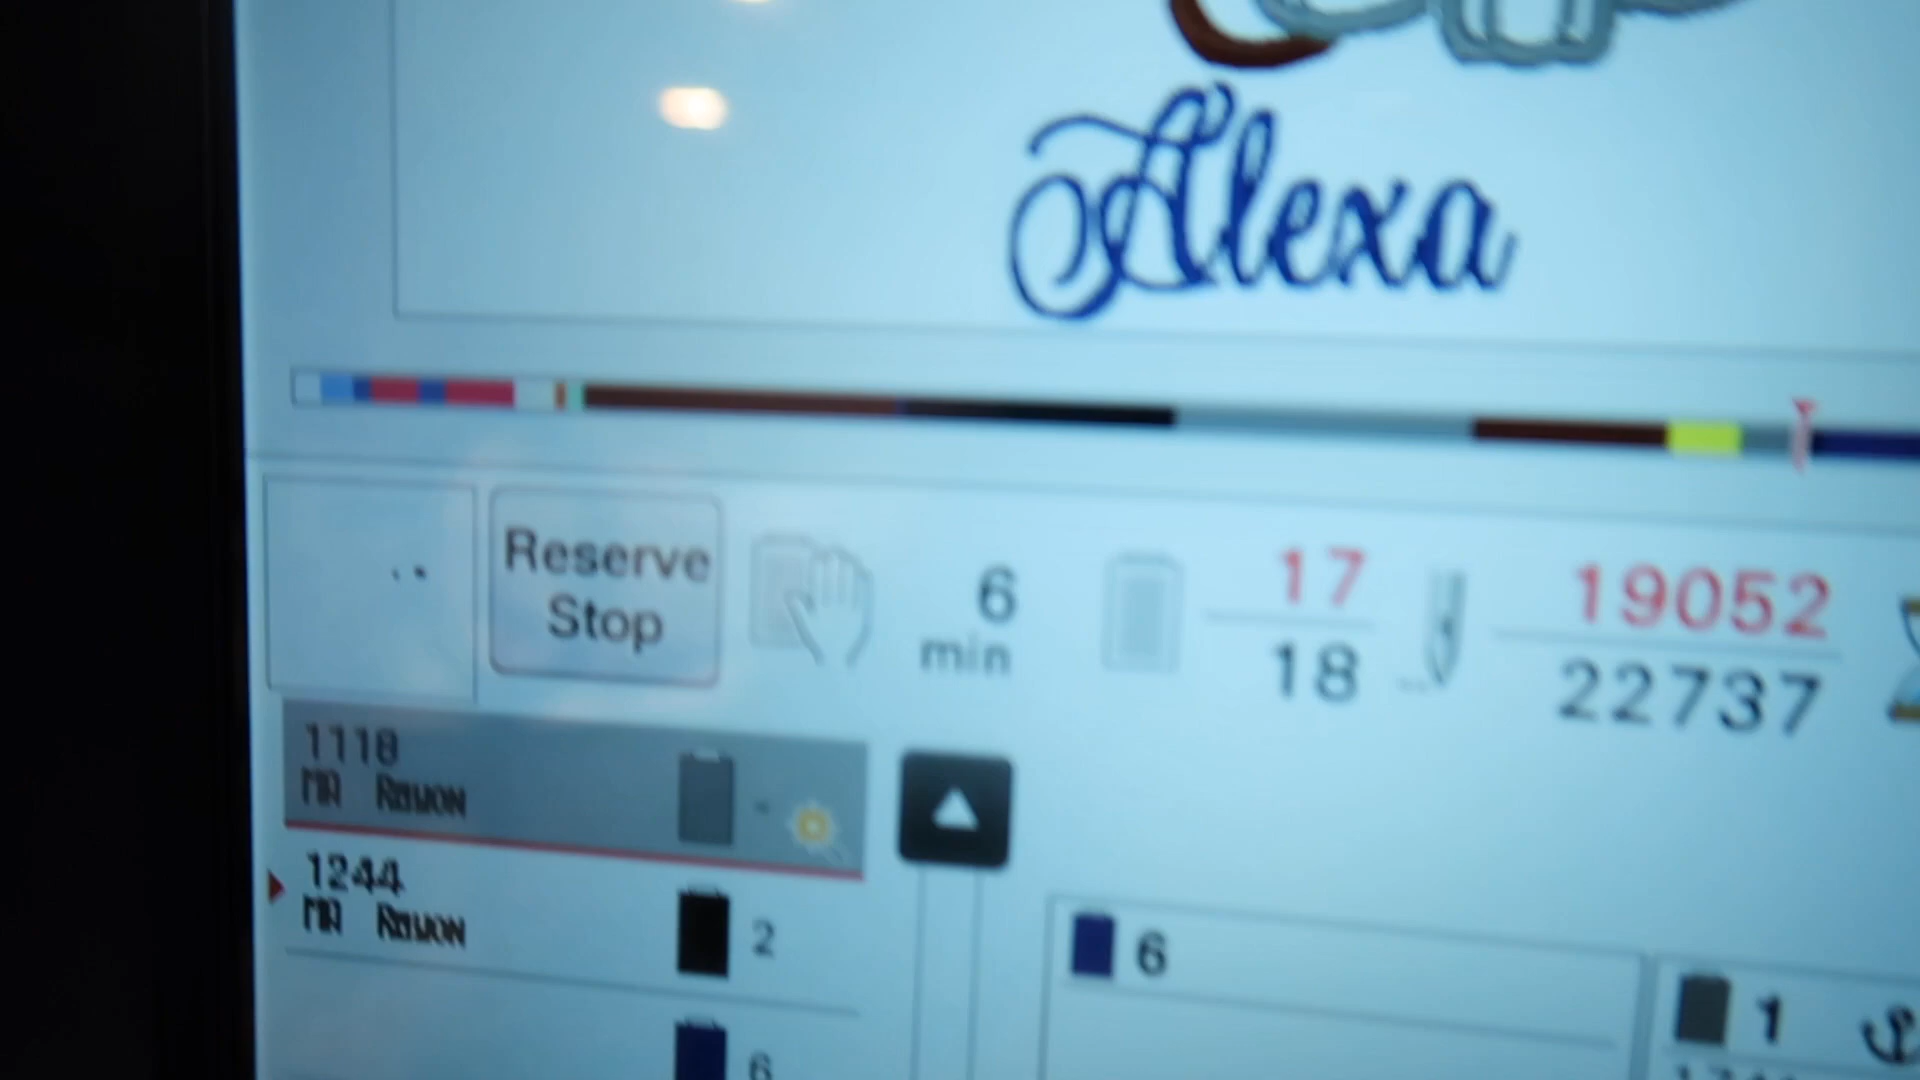 Alexa
Reserve
Stop
6
min
17
18
19052
22737
1118
MR RAYON
1244
MR RAYON
2
6
6
1